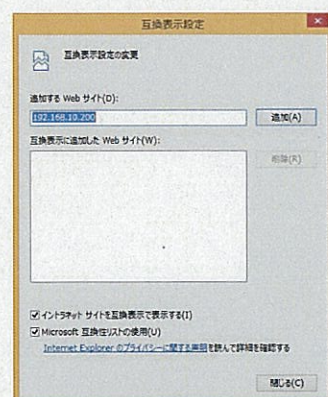 互換表示設定
互換表示設定の変更
追加する Web サイト(D):
192.168.10.200
追加(A)
互換表示に追加した Web サイト(W):
削除(R)
イントラネット サイトを互換表示で表示する(I)
Microsoft 互換性リストの使用(U)
Internet Explorer のプライバシーに関する声明を読んで詳細を確認する
閉じる(C)